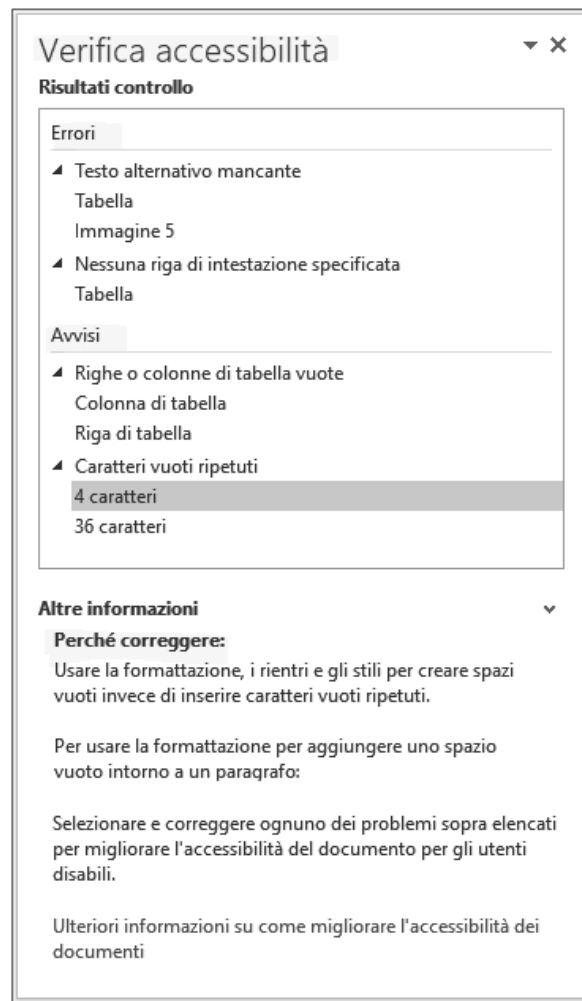 Verifica accessibilità
Risultati controllo
Errori
Testo alternativo mancante
Tabella
Immagine 5
Nessuna riga di intestazione specificata
Tabella
Avvisi
Righe o colonne di tabella vuote
Colonna di tabella
Riga di tabella
Caratteri vuoti ripetuti
4 caratteri
36 caratteri
Altre informazioni
Perché correggere:
Usare la formattazione, i rientri e gli stili per creare spazi
vuoti invece di inserire caratteri vuoti ripetuti.
Per usare la formattazione per aggiungere uno spazio
vuoto intorno a un paragrafo:
Selezionare e correggere ognuno dei problemi sopra elencati
per migliorare l'accessibilità del documento per gli utenti
disabili.
Ulteriori informazioni su come migliorare l'accessibilità dei
documenti